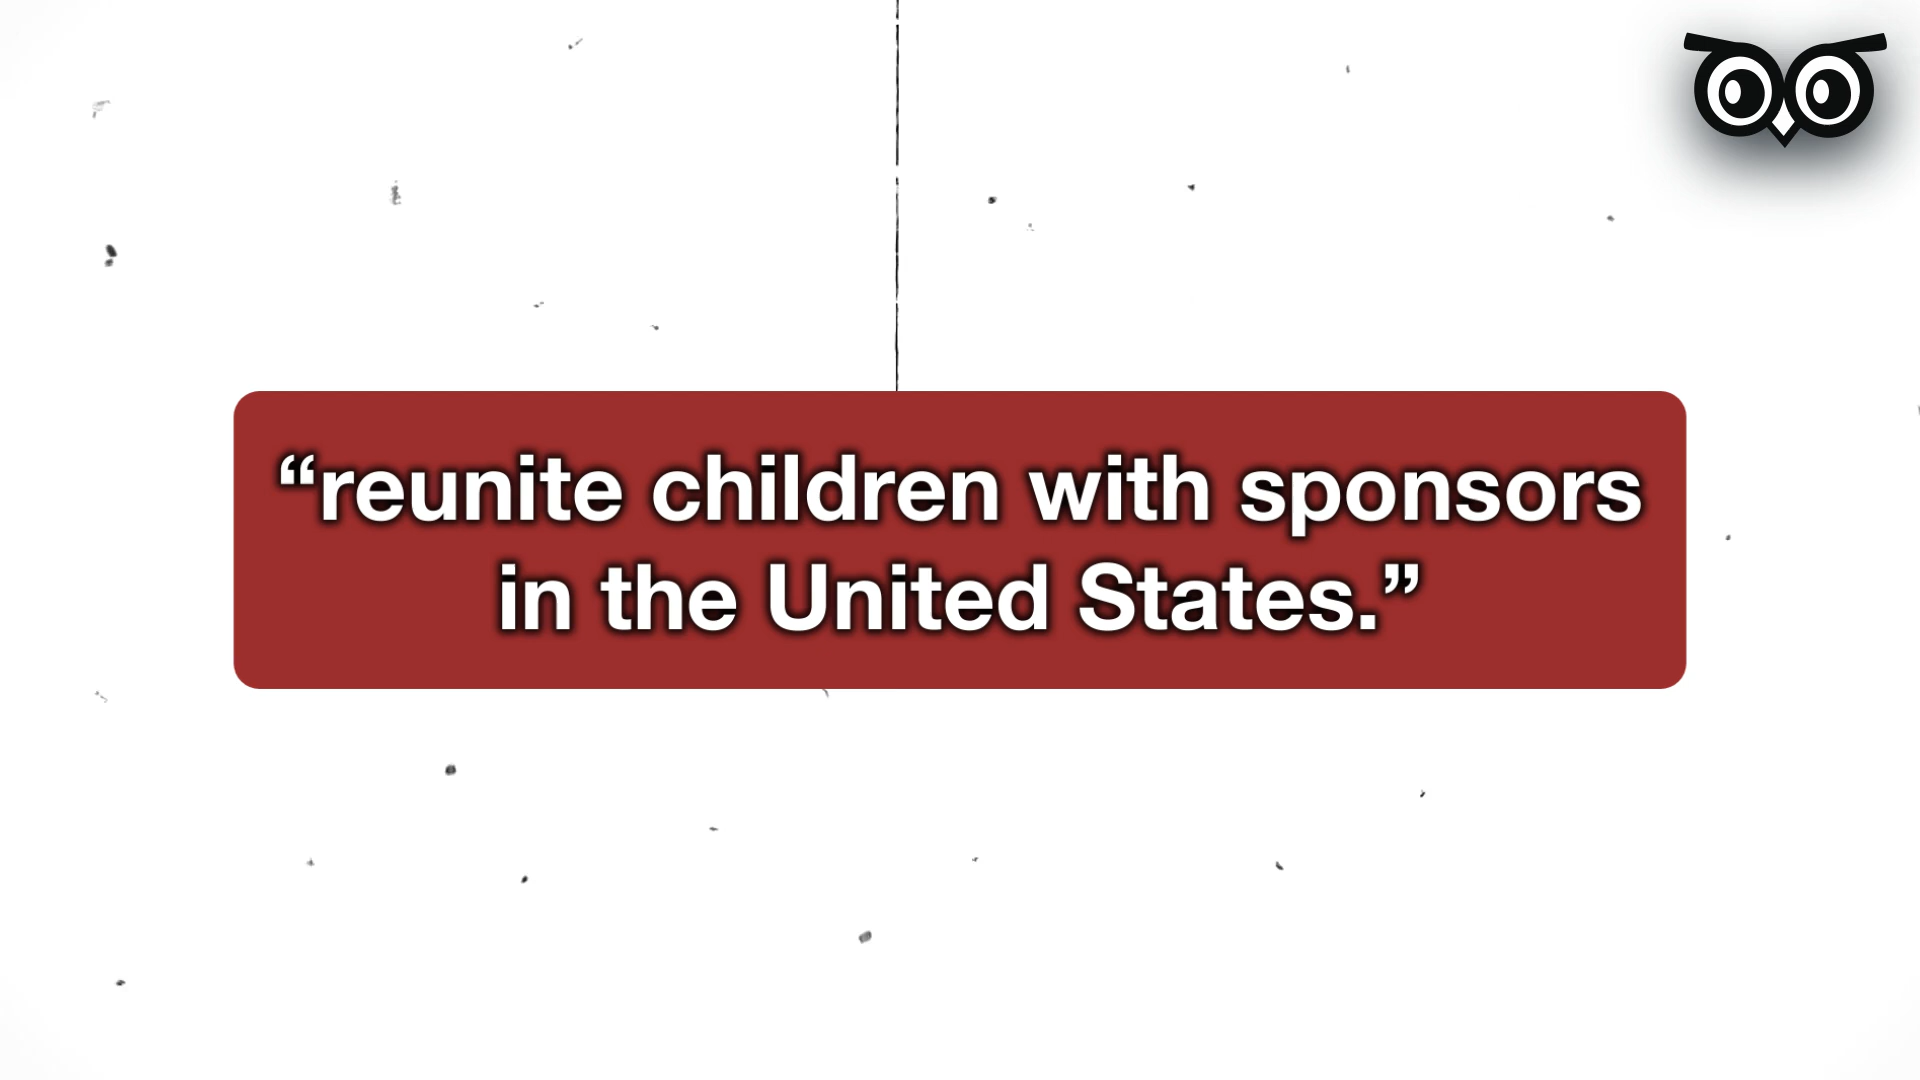 “reunite children with sponsors
in the United States.”